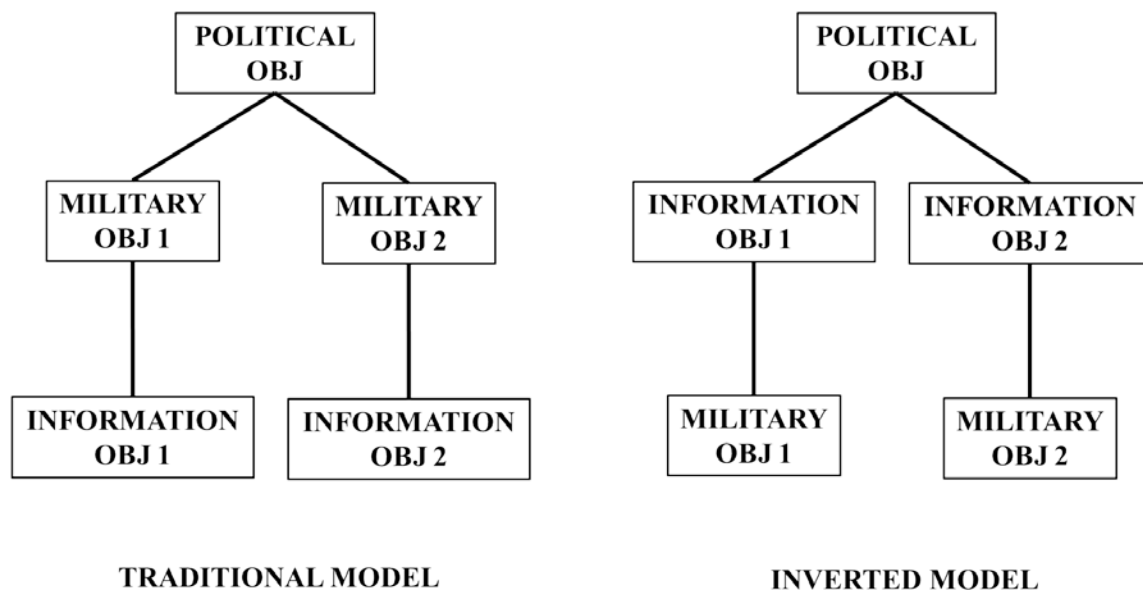 POLITICAL
OBJ
MILITARY
OBJ 1
MILITARY
OBJ 2
INFORMATION
OBJ 1
INFORMATION
OBJ 2
TRADITIONAL MODEL
POLITICAL
OBJ
INFORMATION
OBJ 1
INFORMATION
OBJ 2
MILITARY
OBJ 1
MILITARY
OBJ 2
INVERTED MODEL